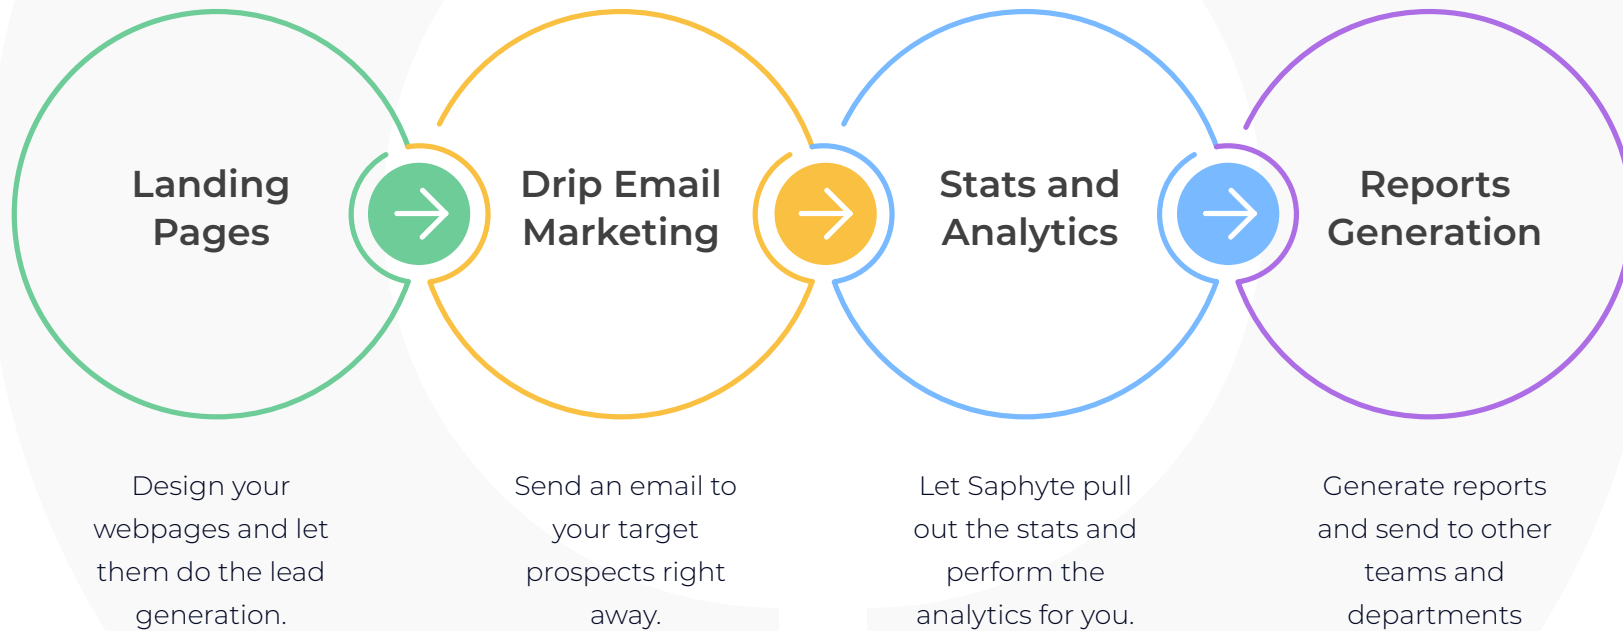 Landing
Pages
Drip Email
Marketing
Stats and
Analytics
Reports
Generation
Design your
webpages and let
them do the lead
generation.
Send an email to
your target
prospects right
away.
Let Saphyte pull
out the stats and
perform the
analytics for you.
Generate reports
and send to other
teams and
departments